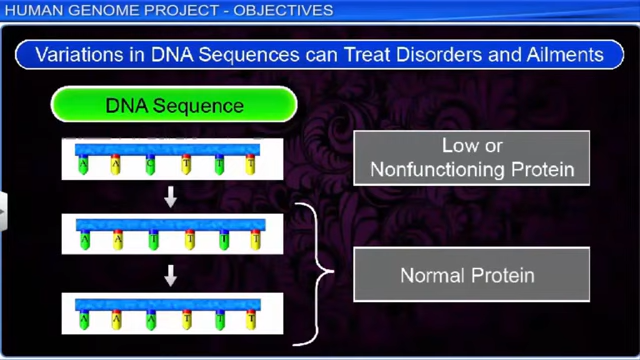 HUMAN GENOME PROJECT - OBJECTIVES
Variations in DNA Sequences can Treat Disorders and Ailments
DNA Sequence
Low or
Nonfunctioning Protein
A A T T
A A T T T T
Normal Protein
A A A T T T